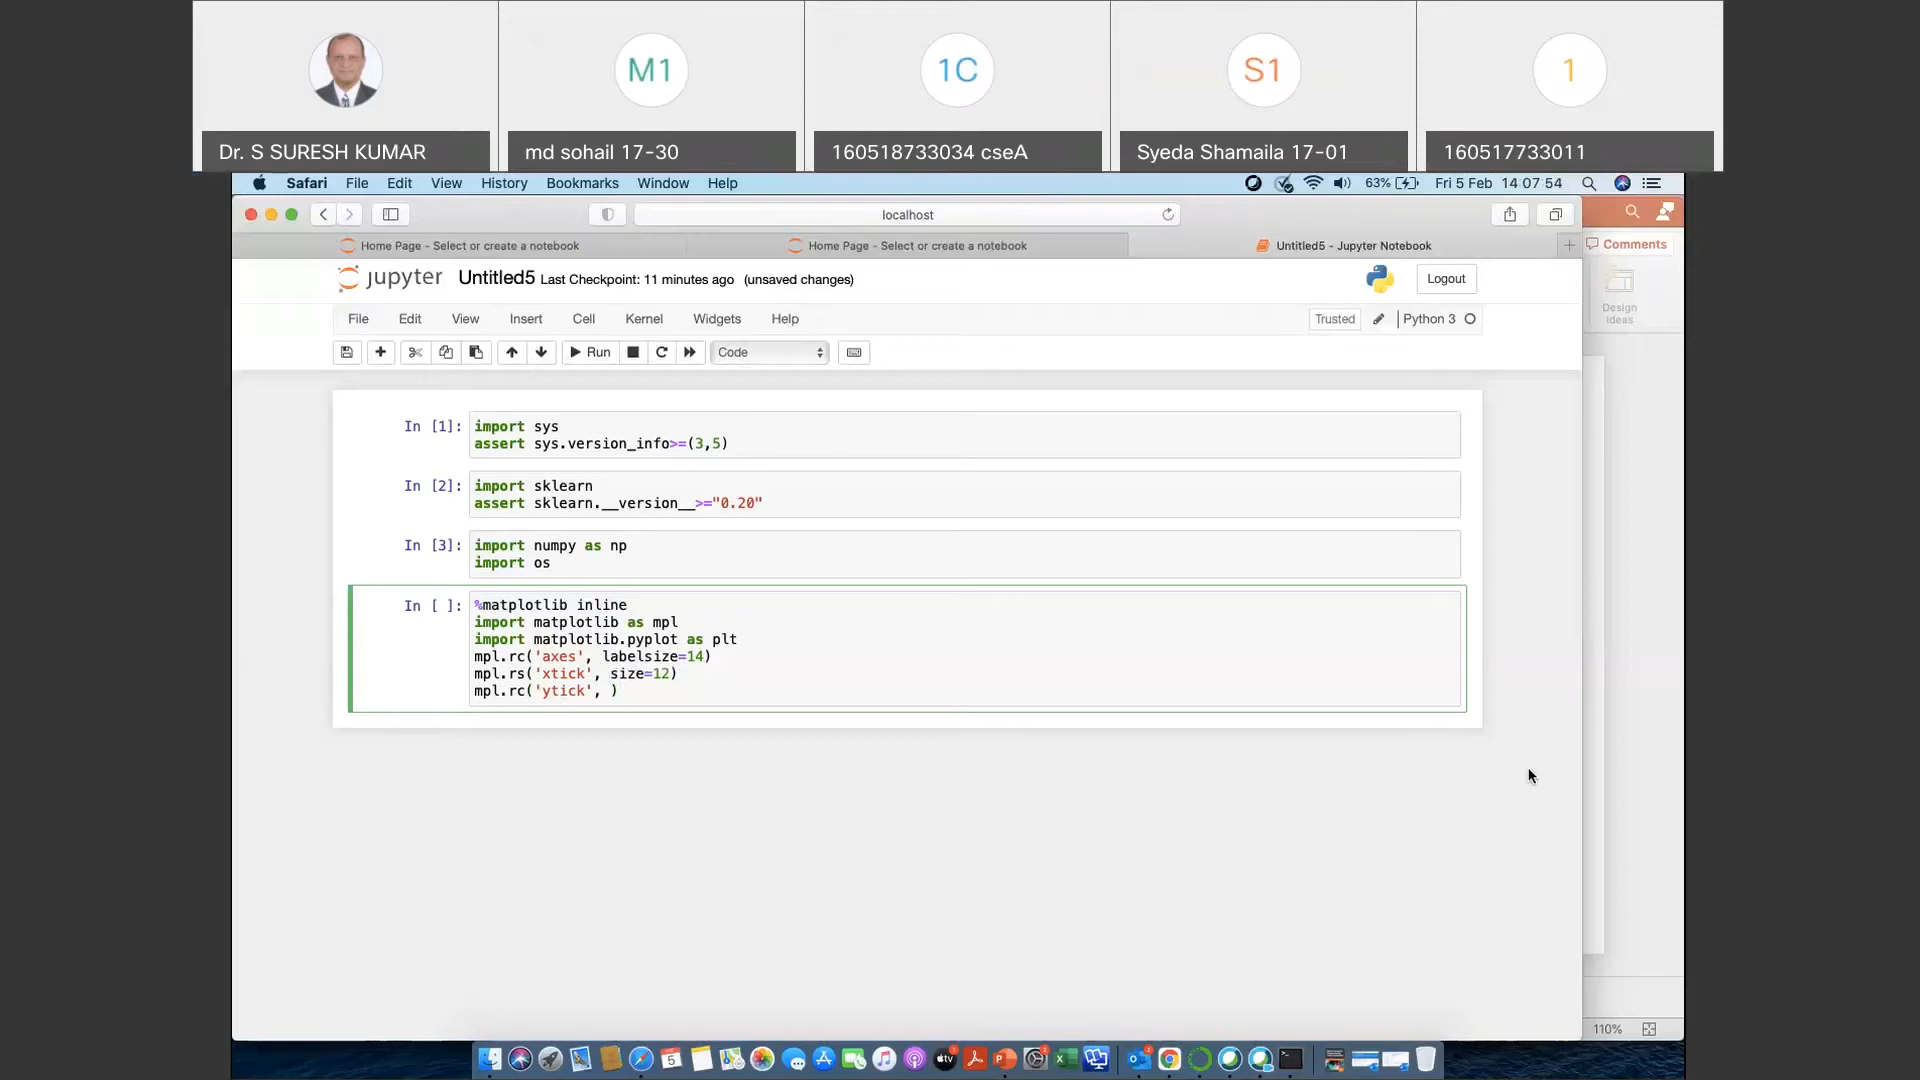 M1
1C
S1
1
Dr. S SURESH KUMAR
md sohail 17-30
160518733034 cseA
Syeda Shamaila 17-01
160517733011
Safari File Edit View History Bookmarks Window Help
63% Fri 5 Feb 14:07:54
localhost
Home Page - Select or create a notebook
Home Page - Select or create a notebook
Untitled5 - Jupyter Notebook
Comments
Design
Ideas
jupyter Untitled5 Last Checkpoint: 11 minutes ago (unsaved changes)
Logout
File Edit View Insert Cell Kernel Widgets Help
Trusted
Python 3
Run
Code
In [1]: import sys
assert sys.version_info>=(3,5)
In [2]: import sklearn
assert sklearn.__version__>="0.20"
In [3]: import numpy as np
import os
In [ ]: %matplotlib inline
import matplotlib as mpl
import matplotlib.pyplot as plt
mpl.rc('axes', labelsize=14)
mpl.rs('xtick', size=12)
mpl.rc('ytick', )
110%
5
tv